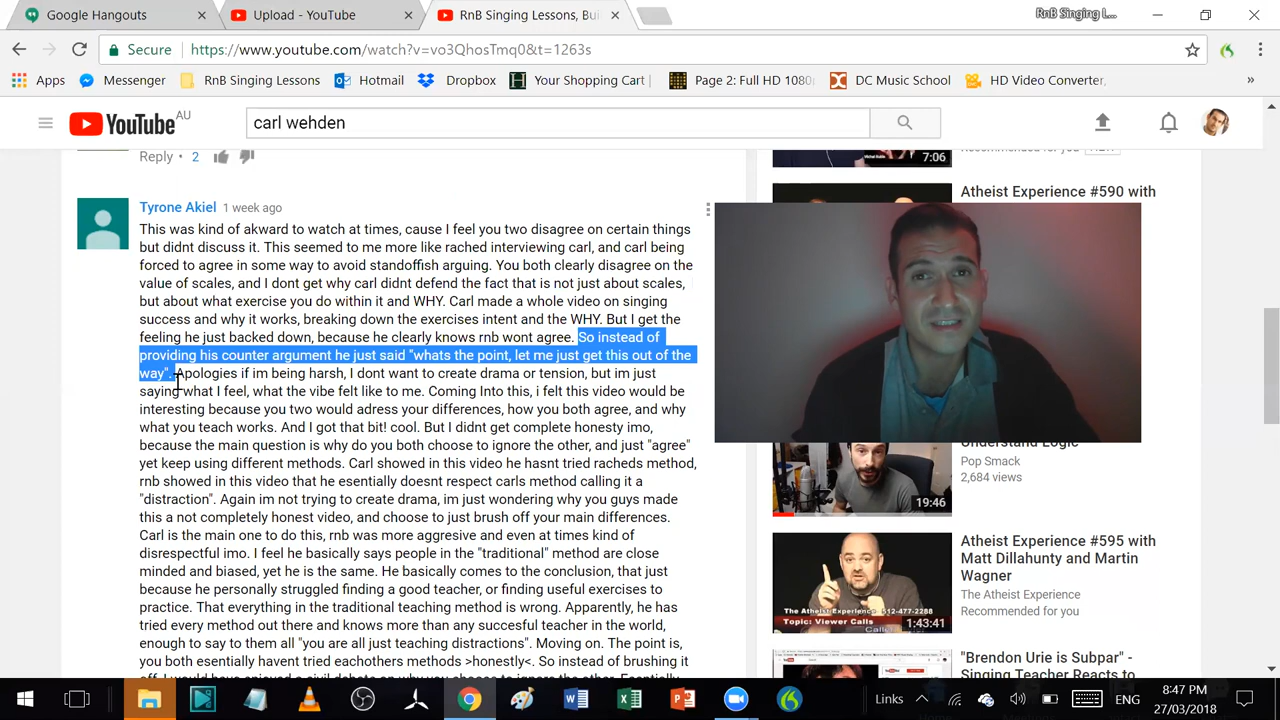 Google Hangouts
Upload - YouTube
RnB Singing Lessons, Bui
RnB Singing L...
Secure
https://www.youtube.com/watch?v=vo3QhosTmq0&t=1263s
Apps
Messenger
RnB Singing Lessons
Hotmail
Dropbox
Your Shopping Cart |
Page 2: Full HD 1080p
DC Music School
HD Video Converter,
»
YouTube AU
carl wehden
Reply • 2
7:06
Atheist Experience #590 with
Tyrone Akiel 1 week ago
This was kind of akward to watch at times, cause I feel you two disagree on certain things
but didnt discuss it. This seemed to me more like rached interviewing carl, and carl being
forced to agree in some way to avoid standoffish arguing. You both clearly disagree on the
value of scales, and I dont get why carl didnt defend the fact that is not just about scales,
but about what exercise you do within it and WHY. Carl made a whole video on singing
success and why it works, breaking down the exercises intent and the WHY. But I get the
feeling he just backed down, because he clearly knows rnb wont agree. So instead of
providing his counter argument he just said "whats the point, let me just get this out of the
way". Apologies if im being harsh, I dont want to create drama or tension, but im just
saying what I feel, what the vibe felt like to me. Coming Into this, i felt this video would be
interesting because you two would adress your differences, how you both agree, and why
what you teach works. And I got that bit! cool. But I didnt get complete honesty imo,
because the main question is why do you both choose to ignore the other, and just "agree"
yet keep using different methods. Carl showed in this video he hasnt tried racheds method,
rnb showed in this video the esentially doesnt respect carls method calling it a
"distraction". Again im not trying to create drama, im just wondering why you guys made
this a not completely honest video, and choose to just brush off your main differences.
Carl is the main one to do this, rnb was more aggresive and even at times kind of
disrespectful imo. I feel he basically says people in the "traditional" method are close
minded and biased, yet he is the same. He basically comes to the conclusion, that just
because he personally struggled finding a good teacher, or finding useful exercises to
practice. That everything in the traditional teaching method is wrong. Apparently, he has
tried every method out there and knows more than any succesful teacher in the world,
enough to say to them all "you are all just teaching distractions". Moving on. The point is,
you both esentially havent tried eachothers methods >honestly<. So instead of brushing it
Understand Logic
Pop Smack
2,684 views
19:46
Atheist Experience #595 with
Matt Dillahunty and Martin
Wagner
The Atheist Experience
Recommended for you
The Atheist Experience 512-477-2288
Topic: Viewer Calls
1:43:41
"Brendon Urie is Subpar" -
Singing Teacher Reacts to
Links
ENG
8:47 PM
27/03/2018